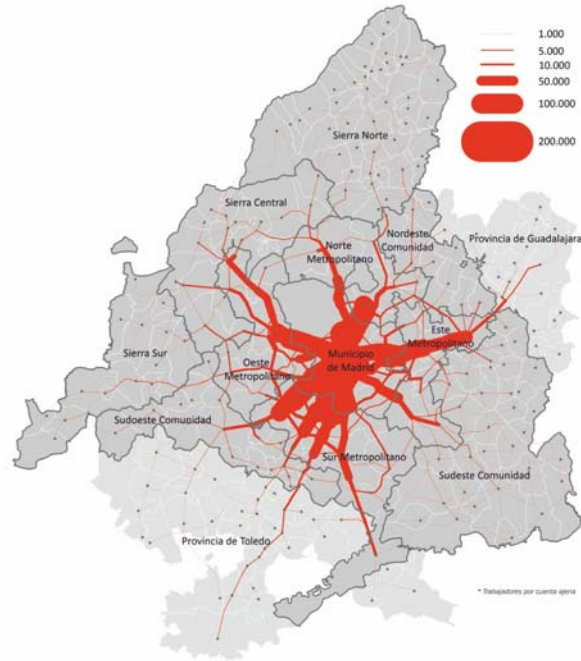 1.000
5.000
10.000
50.000
100.000
200.000
Sierra Norte
Sierra Central
Nordeste
Comunidad
Provincia de Guadalajara
Norte
Metropolitano
Este
Metropolitano
Sierra Sur
Municipio
de Madrid
Oeste
Metropolitano
Sudoeste Comunidad
Sur Metropolitano
Sudeste Comunidad
Provincia de Toledo
* Trabajadores por cuenta ajena